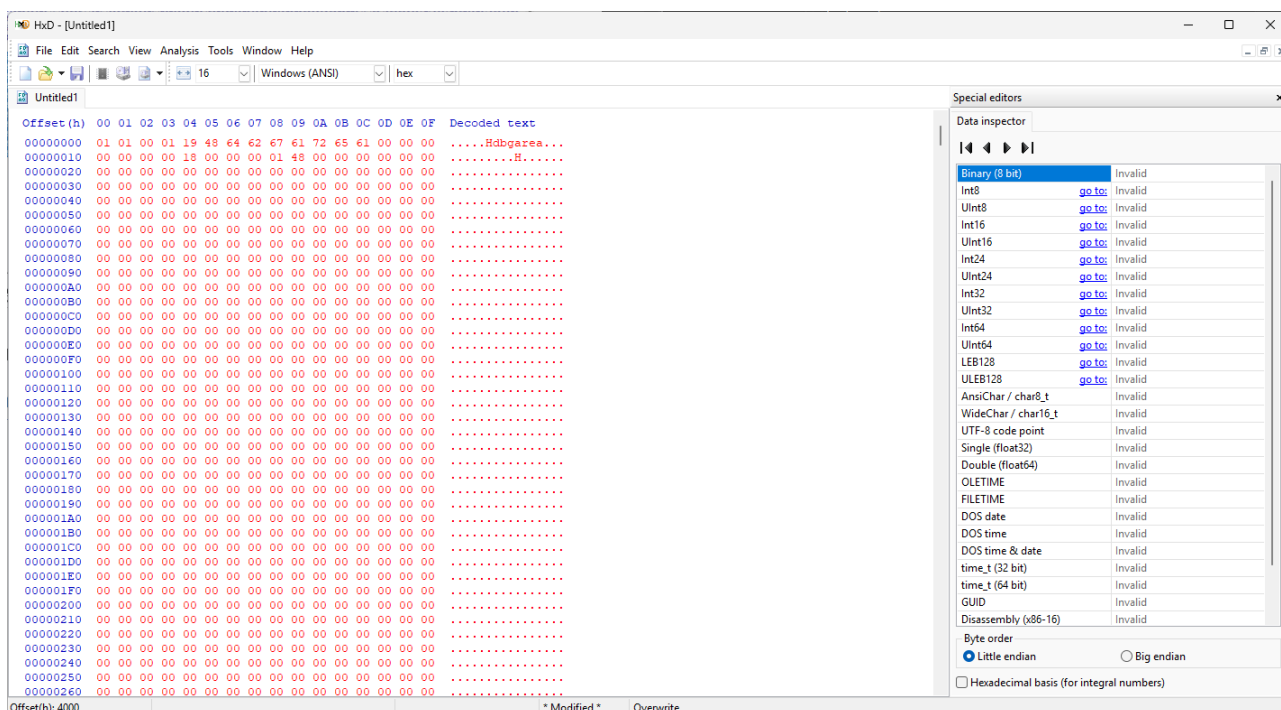 HxD - [Untitled1]
File Edit Search View Analysis Tools Window Help
16 Windows (ANSI) hex
Untitled1
Offset(h) 00 01 02 03 04 05 06 07 08 09 0A 0B 0C 0D 0E 0F Decoded text
00000000 01 01 00 01 19 48 64 62 67 61 72 65 61 00 00 00 .....Hdbgarea...
00000010 00 00 00 00 18 00 00 00 01 48 00 00 00 00 00 00 .........H......
00000020 00 00 00 00 00 00 00 00 00 00 00 00 00 00 00 00 ................
00000030 00 00 00 00 00 00 00 00 00 00 00 00 00 00 00 00 ................
00000040 00 00 00 00 00 00 00 00 00 00 00 00 00 00 00 00 ................
00000050 00 00 00 00 00 00 00 00 00 00 00 00 00 00 00 00 ................
00000060 00 00 00 00 00 00 00 00 00 00 00 00 00 00 00 00 ................
00000070 00 00 00 00 00 00 00 00 00 00 00 00 00 00 00 00 ................
00000080 00 00 00 00 00 00 00 00 00 00 00 00 00 00 00 00 ................
00000090 00 00 00 00 00 00 00 00 00 00 00 00 00 00 00 00 ................
000000A0 00 00 00 00 00 00 00 00 00 00 00 00 00 00 00 00 ................
000000B0 00 00 00 00 00 00 00 00 00 00 00 00 00 00 00 00 ................
000000C0 00 00 00 00 00 00 00 00 00 00 00 00 00 00 00 00 ................
000000D0 00 00 00 00 00 00 00 00 00 00 00 00 00 00 00 00 ................
000000E0 00 00 00 00 00 00 00 00 00 00 00 00 00 00 00 00 ................
000000F0 00 00 00 00 00 00 00 00 00 00 00 00 00 00 00 00 ................
00000100 00 00 00 00 00 00 00 00 00 00 00 00 00 00 00 00 ................
00000110 00 00 00 00 00 00 00 00 00 00 00 00 00 00 00 00 ................
00000120 00 00 00 00 00 00 00 00 00 00 00 00 00 00 00 00 ................
00000130 00 00 00 00 00 00 00 00 00 00 00 00 00 00 00 00 ................
00000140 00 00 00 00 00 00 00 00 00 00 00 00 00 00 00 00 ................
00000150 00 00 00 00 00 00 00 00 00 00 00 00 00 00 00 00 ................
00000160 00 00 00 00 00 00 00 00 00 00 00 00 00 00 00 00 ................
00000170 00 00 00 00 00 00 00 00 00 00 00 00 00 00 00 00 ................
00000180 00 00 00 00 00 00 00 00 00 00 00 00 00 00 00 00 ................
00000190 00 00 00 00 00 00 00 00 00 00 00 00 00 00 00 00 ................
000001A0 00 00 00 00 00 00 00 00 00 00 00 00 00 00 00 00 ................
000001B0 00 00 00 00 00 00 00 00 00 00 00 00 00 00 00 00 ................
000001C0 00 00 00 00 00 00 00 00 00 00 00 00 00 00 00 00 ................
000001D0 00 00 00 00 00 00 00 00 00 00 00 00 00 00 00 00 ................
000001E0 00 00 00 00 00 00 00 00 00 00 00 00 00 00 00 00 ................
000001F0 00 00 00 00 00 00 00 00 00 00 00 00 00 00 00 00 ................
00000200 00 00 00 00 00 00 00 00 00 00 00 00 00 00 00 00 ................
00000210 00 00 00 00 00 00 00 00 00 00 00 00 00 00 00 00 ................
00000220 00 00 00 00 00 00 00 00 00 00 00 00 00 00 00 00 ................
00000230 00 00 00 00 00 00 00 00 00 00 00 00 00 00 00 00 ................
00000240 00 00 00 00 00 00 00 00 00 00 00 00 00 00 00 00 ................
00000250 00 00 00 00 00 00 00 00 00 00 00 00 00 00 00 00 ................
00000260 00 00 00 00 00 00 00 00 00 00 00 00 00 00 00 00 ................
Special editors
Data inspector
Binary (8 bit) Invalid
Int8 go to: Invalid
UInt8 go to: Invalid
Int16 go to: Invalid
UInt16 go to: Invalid
Int24 go to: Invalid
UInt24 go to: Invalid
Int32 go to: Invalid
UInt32 go to: Invalid
Int64 go to: Invalid
UInt64 go to: Invalid
LEB128 go to: Invalid
ULEB128 go to: Invalid
AnsiChar / char8_t Invalid
WideChar / char16_t Invalid
UTF-8 code point Invalid
Single (float32) Invalid
Double (float64) Invalid
OLETIME Invalid
FILETIME Invalid
DOS date Invalid
DOS time Invalid
DOS time & date Invalid
time_t (32 bit) Invalid
time_t (64 bit) Invalid
GUID Invalid
Disassembly (x86-16) Invalid
Byte order
Little endian Big endian
Hexadecimal basis (for integral numbers)
Offset(h): 4000 * Modified * Overwrite